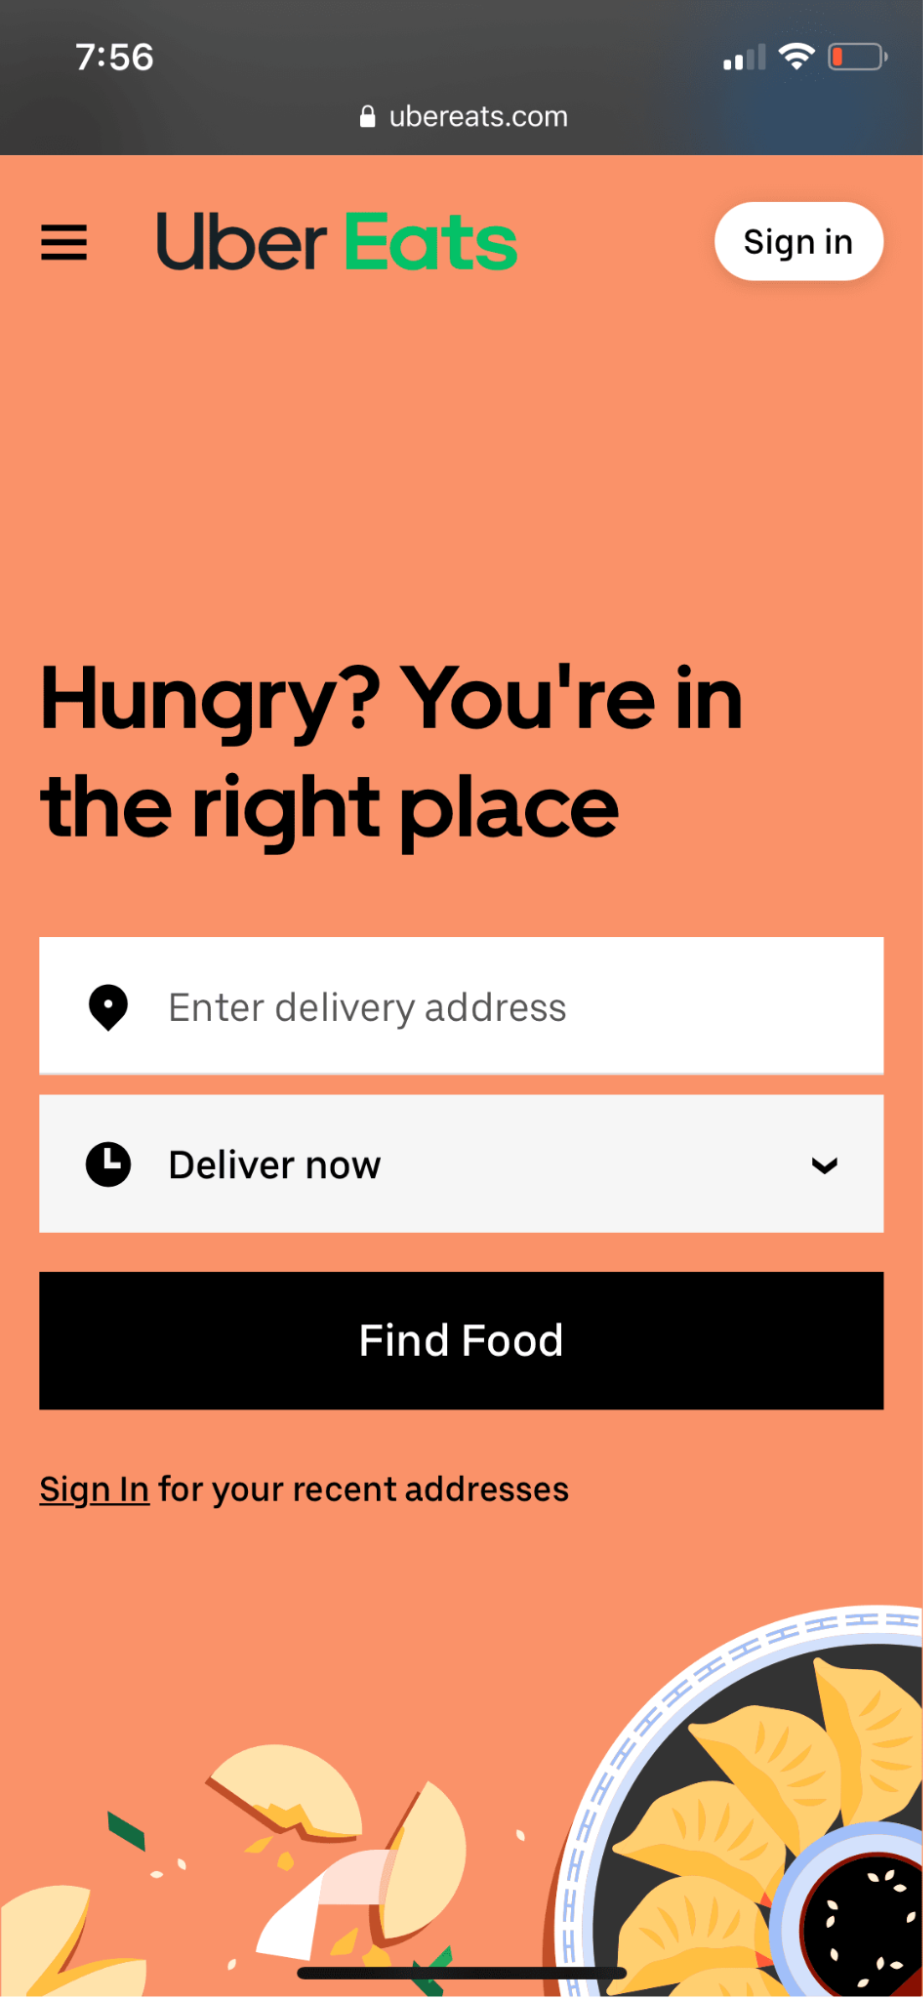 7:56
ubereats.com
Uber Eats
Sign in
Hungry? You're in
the right place
Enter delivery address
Deliver now
Find Food
Sign In for your recent addresses